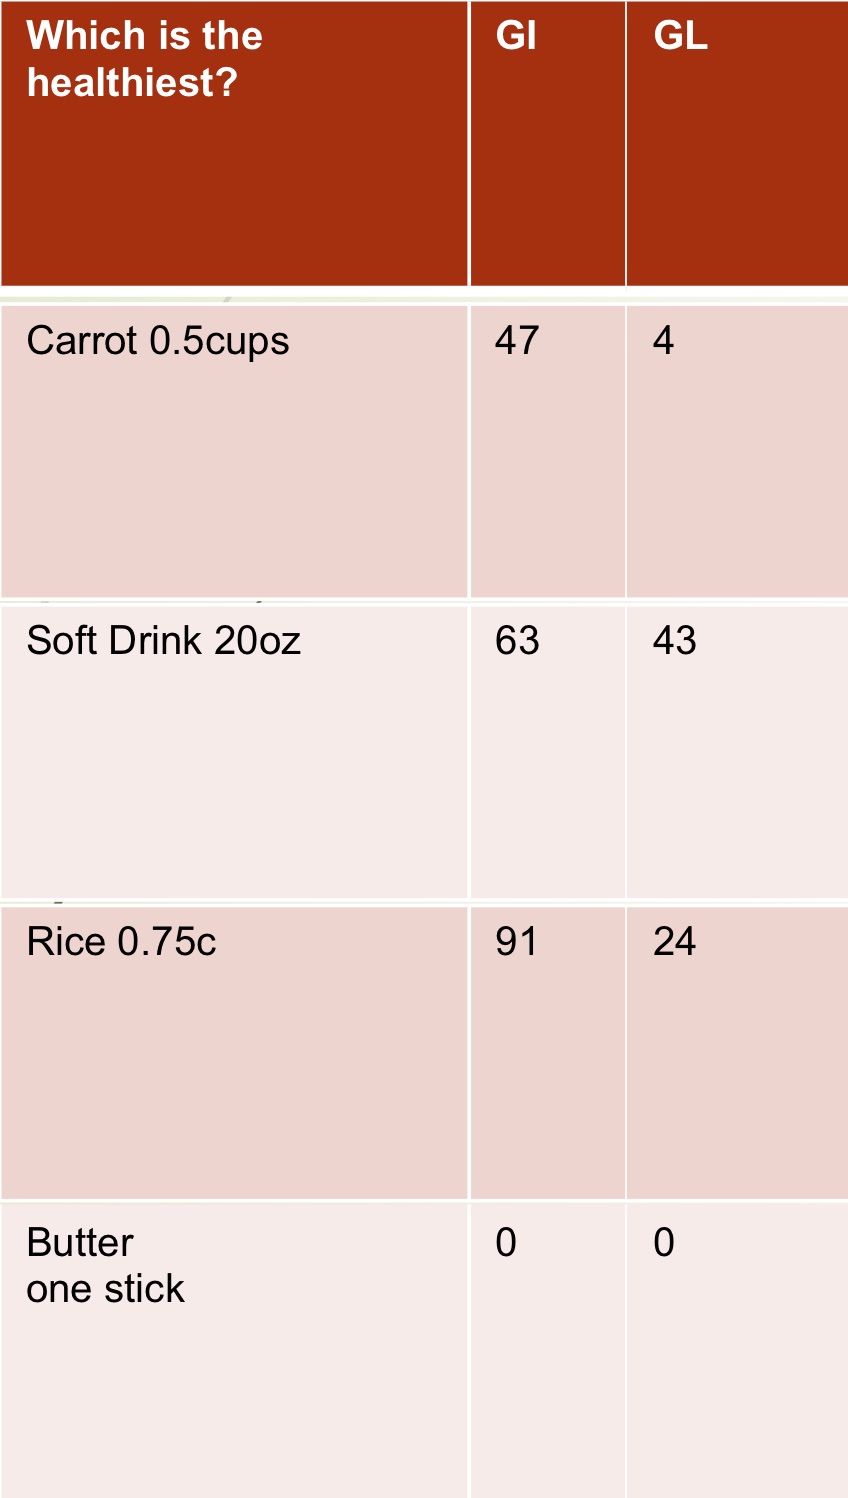 Which is the GI GL
healthiest?
Carrot 0.5cups 47 4
Soft Drink 20oz 63 43
Rice 0.75c 91 24
Butter 0 0
one stick